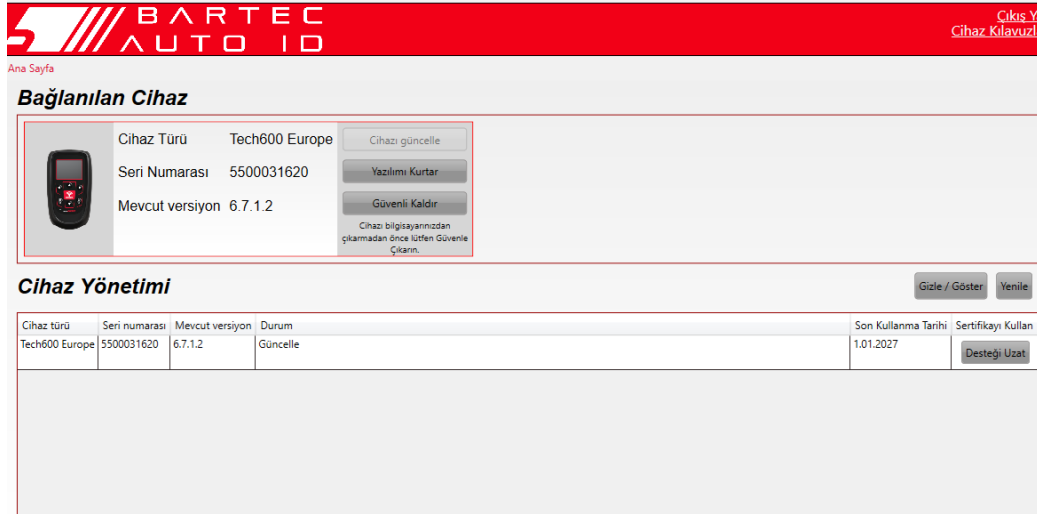 BARTEC
AUTO ID
Çıkış Y
Cihaz Kılavuzl
Ana Sayfa
Bağlanılan Cihaz
Cihaz Türü Tech600 Europe
Cihazı güncelle
Seri Numarası 5500031620
Yazılımı Kurtar
Mevcut versiyon 6.7.1.2
Güvenli Kaldır
Cihazı bilgisayarınızdan
çıkarmadan önce lütfen Güvenle
Çıkarın.
Cihaz Yönetimi
Gizle / Göster Yenile
Cihaz türü Seri numarası Mevcut versiyon Durum Son Kullanma Tarihi Sertifikayı Kullan
Tech600 Europe 5500031620 6.7.1.2 Güncelle 1.01.2027 Desteği Uzat